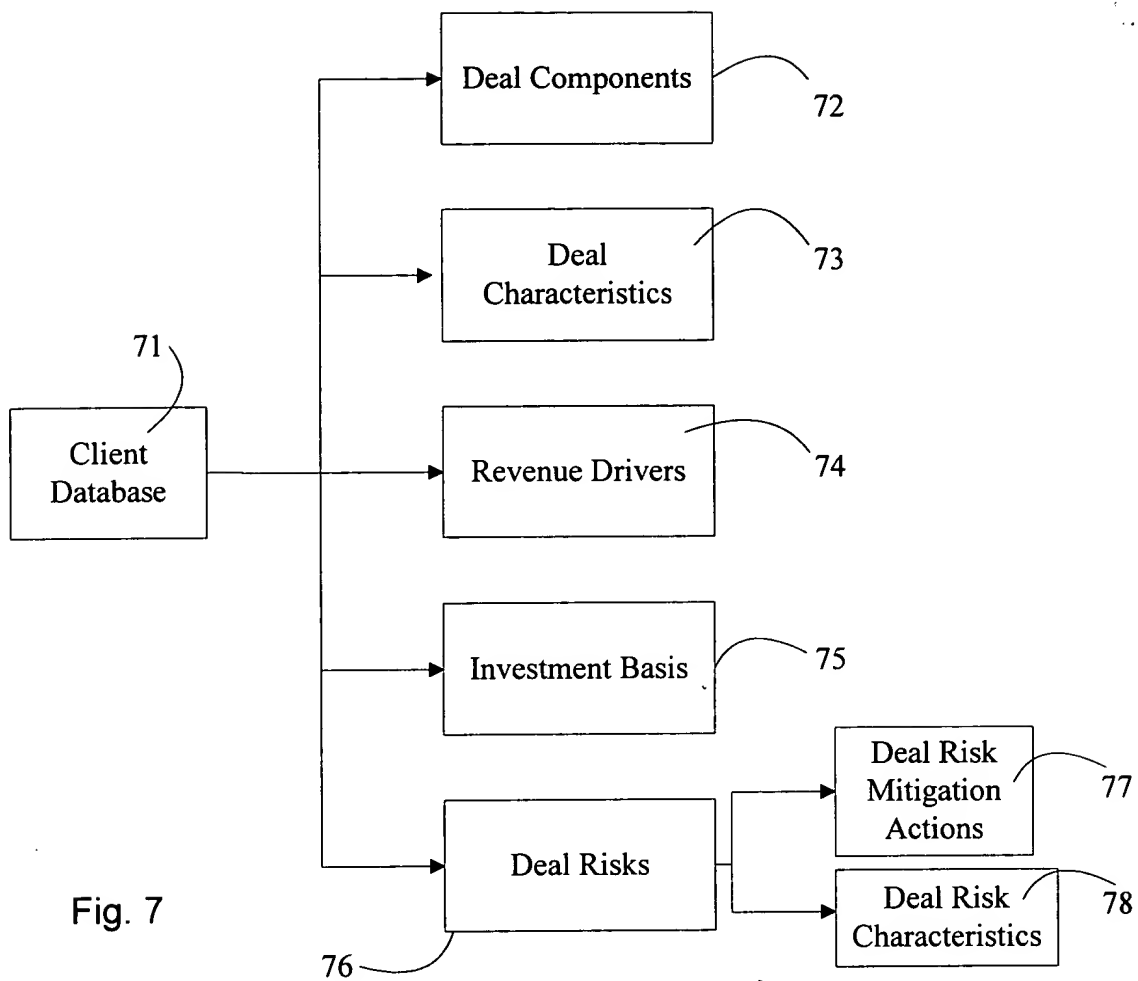 Deal Components
72
Deal
Characteristics
73
71
Client
Database
Revenue Drivers
74
Investment Basis
75
Deal Risks
76
Deal Risk
Mitigation
Actions
77
Deal Risk
Characteristics
78
Fig. 7